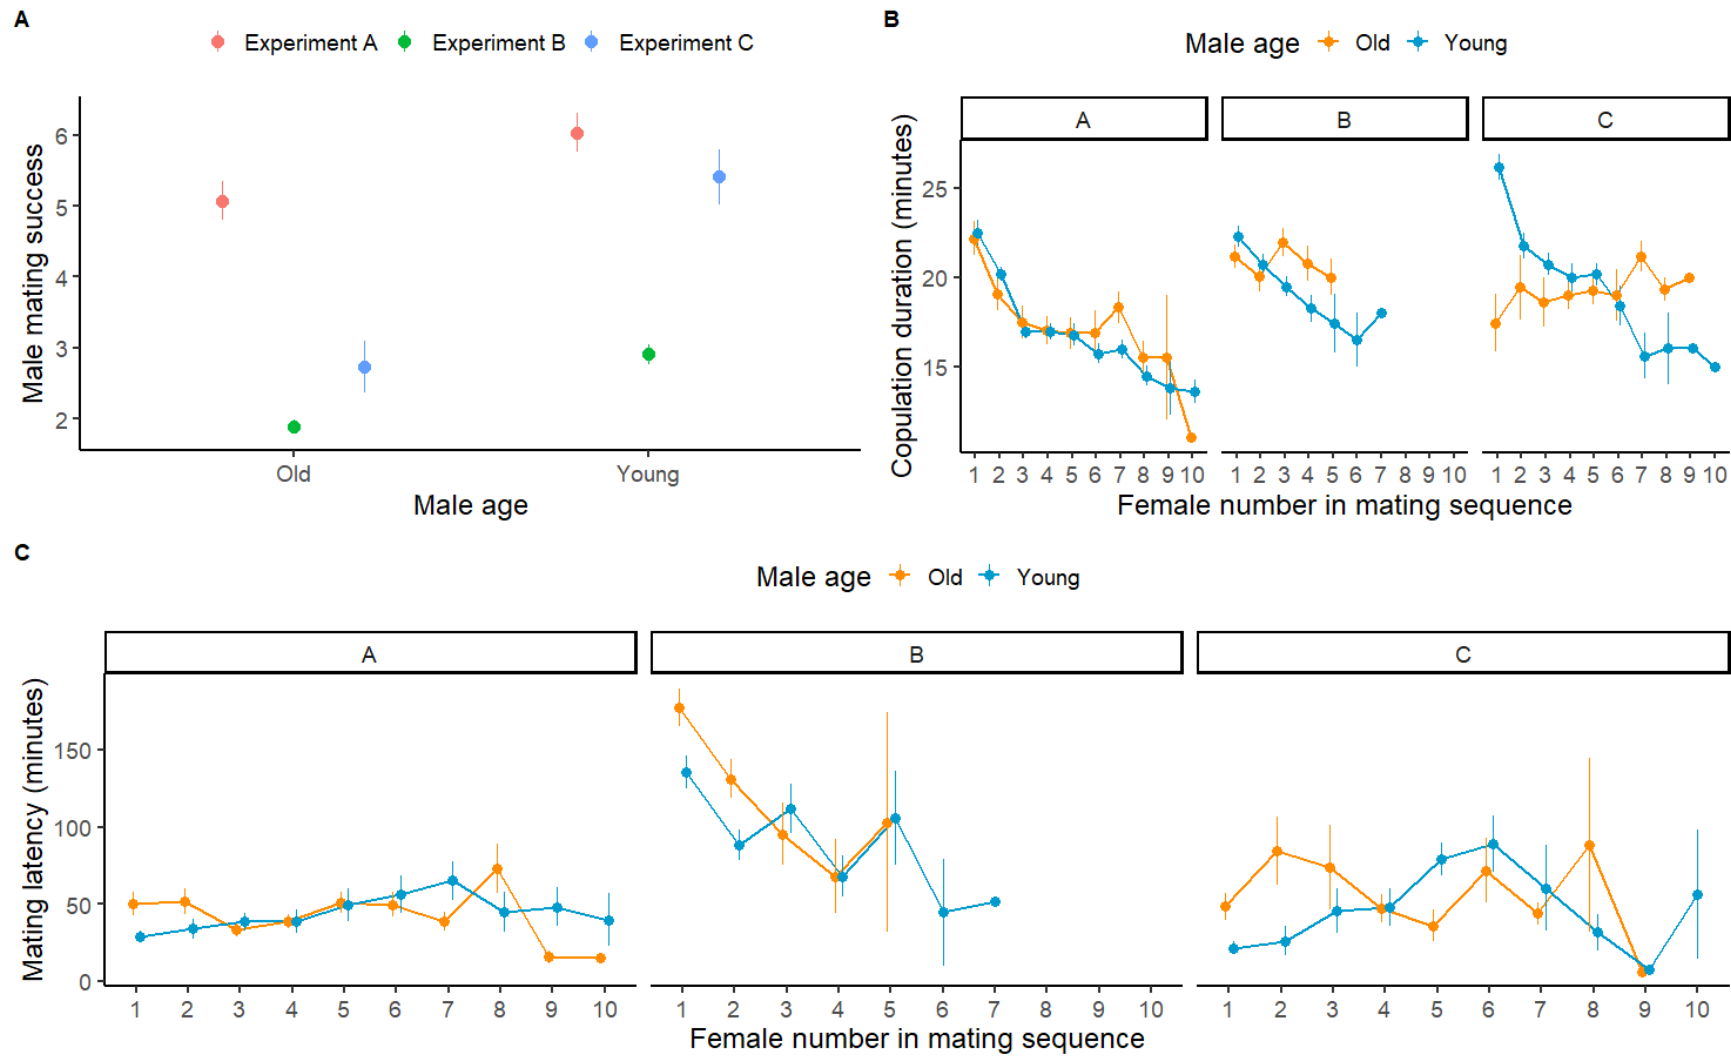 A
Experiment A Experiment B Experiment C
Male mating success
6
5
4
3
2
Old Young
Male age
B
Male age Old Young
A B C
Copulation duration (minutes)
25
20
15
1 2 3 4 5 6 7 8 9 10 1 2 3 4 5 6 7 8 9 10 1 2 3 4 5 6 7 8 9 10
Female number in mating sequence
C
Male age Old Young
A B C
Mating latency (minutes)
150
100
50
0
1 2 3 4 5 6 7 8 9 10 1 2 3 4 5 6 7 8 9 10 1 2 3 4 5 6 7 8 9 10
Female number in mating sequence